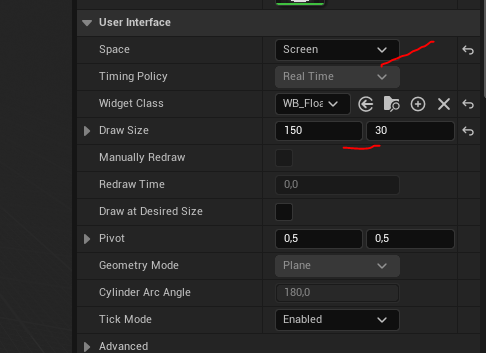 User Interface
Space Screen
Timing Policy Real Time
Widget Class WB_Floa
Draw Size 150 30
Manually Redraw
Redraw Time 0,0
Draw at Desired Size
Pivot 0,5 0,5
Geometry Mode Plane
Cylinder Arc Angle 180,0
Tick Mode Enabled
Advanced